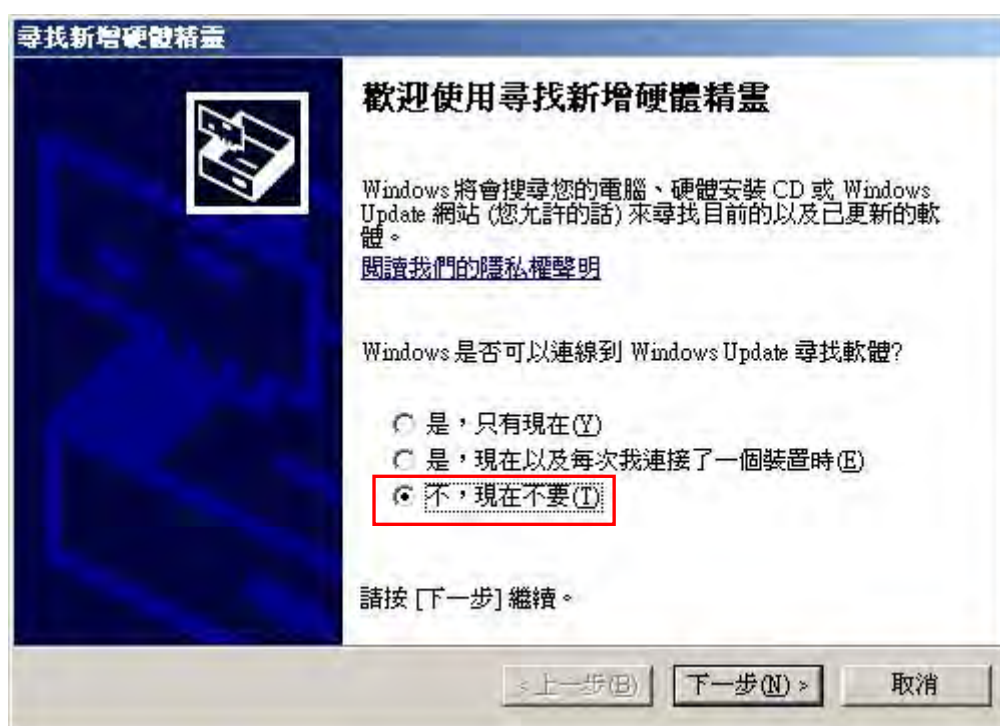 尋找新增硬體精靈
歡迎使用尋找新增硬體精靈
Windows 將會搜尋您的電腦、硬體安裝 CD 或 Windows
Update 網站 (您允許的話) 來尋找目前的以及已更新的軟
體。
閱讀我們的隱私權聲明
Windows 是否可以連線到 Windows Update 尋找軟體?
是，只有現在(Y)
是，現在以及每次我連接了一個裝置時(E)
不，現在不要(T)
請按 [下一步] 繼續。
< 上一步(B) 下一步(N) > 取消